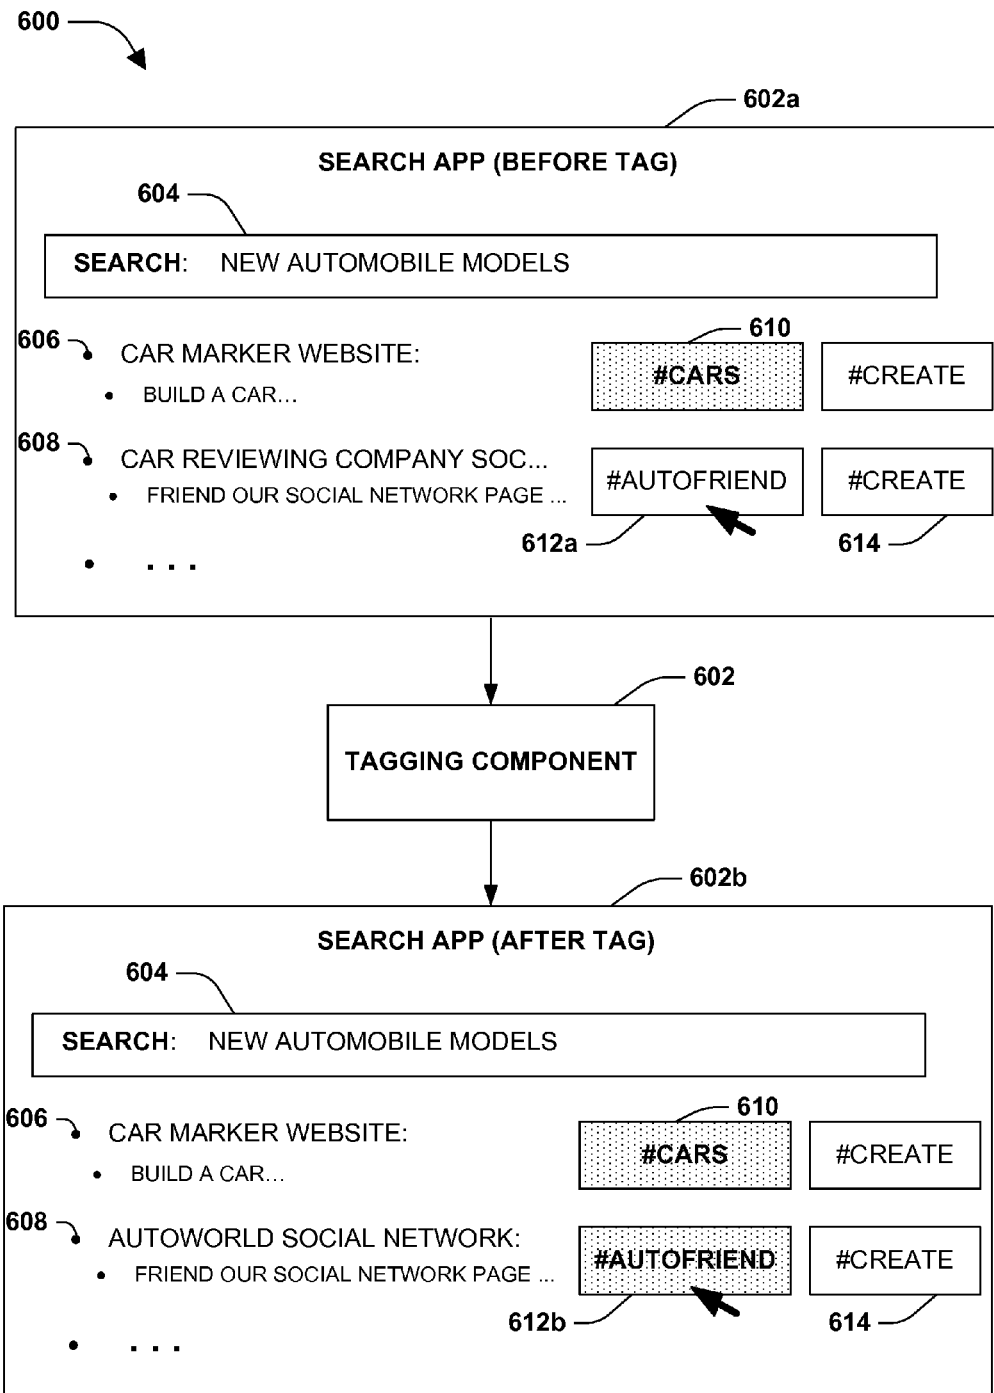 600
602a
SEARCH APP (BEFORE TAG)
604
SEARCH: NEW AUTOMOBILE MODELS
606
CAR MARKER WEBSITE:
BUILD A CAR...
610
#CARS
#CREATE
608
CAR REVIEWING COMPANY SOC...
FRIEND OUR SOCIAL NETWORK PAGE ...
#AUTOFRIEND
#CREATE
612a
614
. . .
602
TAGGING COMPONENT
602b
SEARCH APP (AFTER TAG)
604
SEARCH: NEW AUTOMOBILE MODELS
606
CAR MARKER WEBSITE:
BUILD A CAR...
610
#CARS
#CREATE
608
AUTOWORLD SOCIAL NETWORK:
FRIEND OUR SOCIAL NETWORK PAGE ...
#AUTOFRIEND
#CREATE
612b
614
. . .